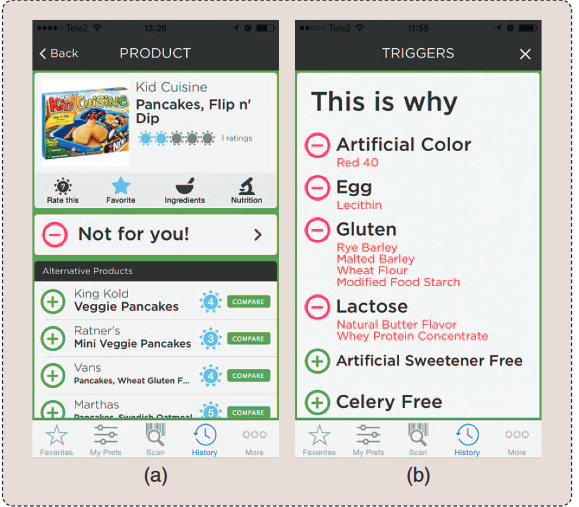 Tele2
13:26
Back
PRODUCT
Kid Cuisine
Kid Cuisine
Pancakes, Flip n'
Dip
1 ratings
?
Rate this
Favorite
Ingredients
Nutrition
Not for you!
Alternative Products
King Kold
Veggie Pancakes
4
COMPARE
Ratner's
Mini Veggie Pancakes
3
COMPARE
Vans
Pancakes, Wheat Gluten F...
4
COMPARE
Marthas
Pancakes, Swedish Oatmeal
5
COMPARE
Favorites
My Prefs
Scan
History
More
(a)
Tele2
11:55
TRIGGERS
This is why
Artificial Color
Red 40
Egg
Lecithin
Gluten
Rye Barley
Malted Barley
Wheat Flour
Modified Food Starch
Lactose
Natural Butter Flavor
Whey Protein Concentrate
Artificial Sweetener Free
Celery Free
Favorites
My Prefs
Scan
History
More
(b)